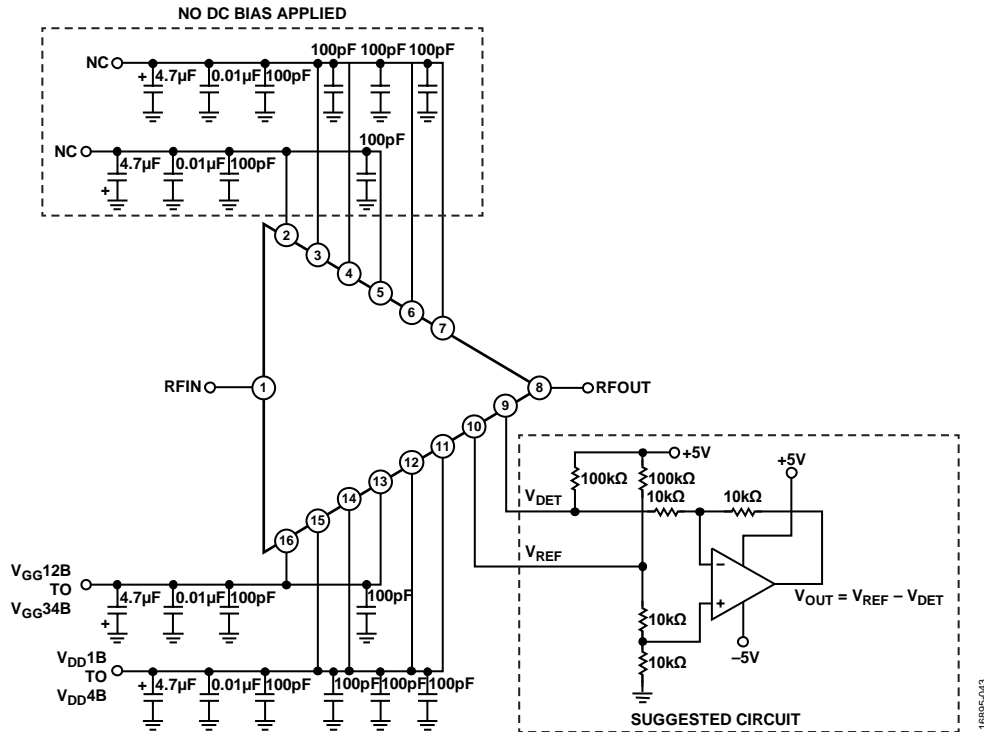 NO DC BIAS APPLIED
100pF 100pF 100pF
NC
+ 4.7µF 0.01µF 100pF
100pF
NC
4.7µF 0.01µF 100pF
+
2
3
4
5
6
7
RFIN 1
8 RFOUT
9
10
11
12
13
14
15
16
+5V
+5V
100kΩ 100kΩ
10kΩ 10kΩ
VDET
VREF
−
+
VOUT = VREF − VDET
10kΩ
−5V
10kΩ
SUGGESTED CIRCUIT
VGG12B
TO
VGG34B
4.7µF 0.01µF 100pF 100pF
+
VDD1B
TO
VDD4B
+ 4.7µF 0.01µF 100pF 100pF 100pF 100pF
16895-043